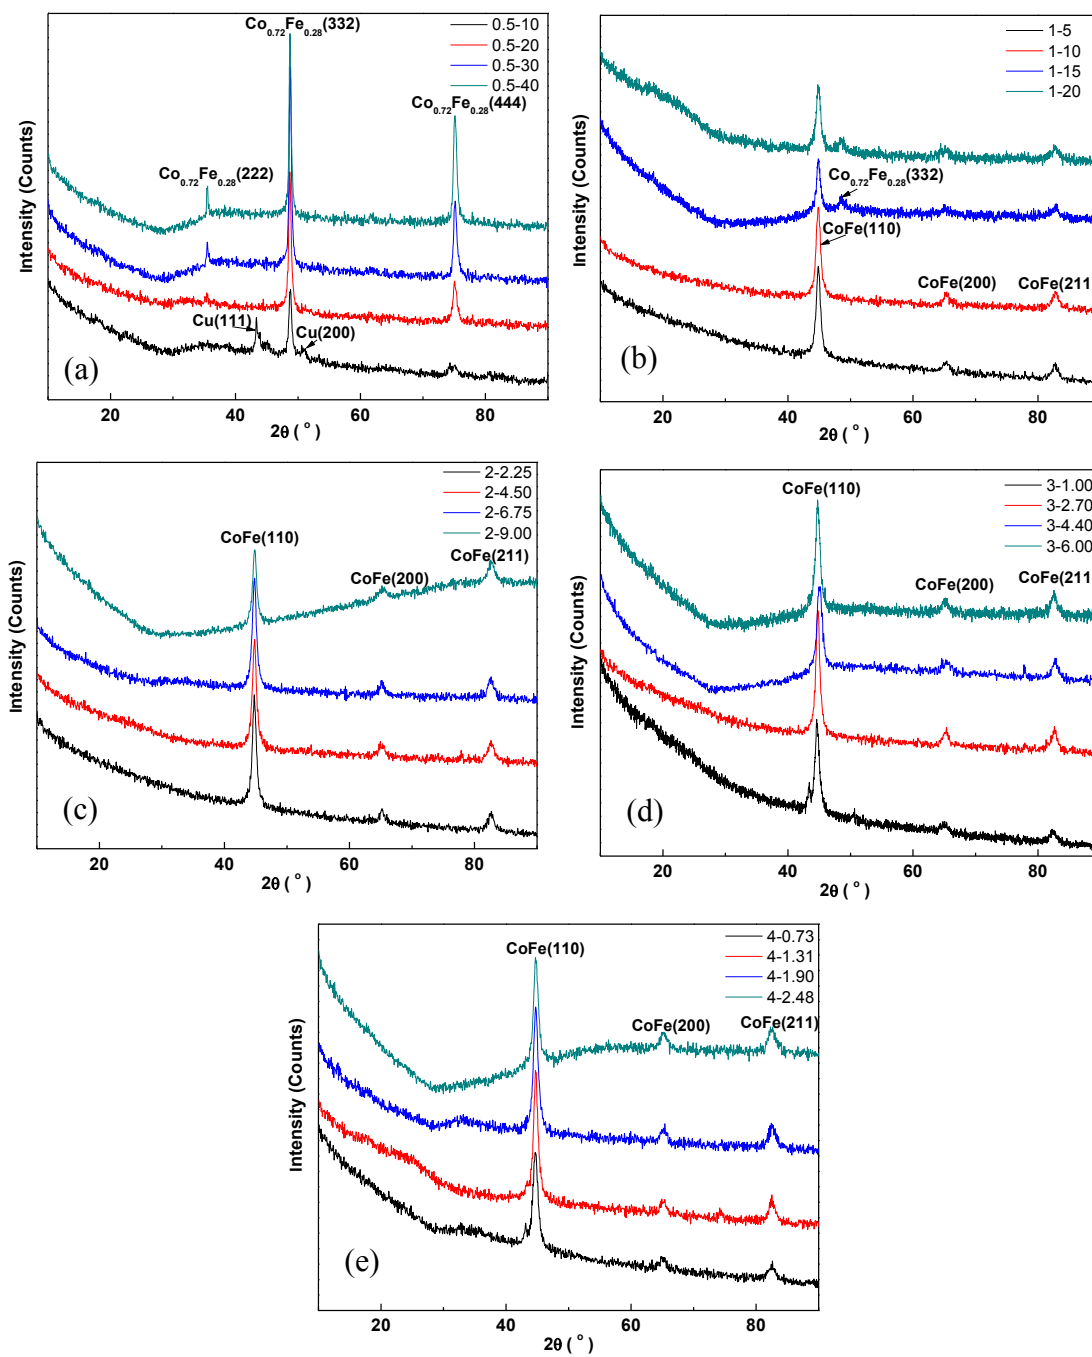 Co0.72Fe0.28(332)
0.5-10
0.5-20
0.5-30
0.5-40
Co0.72Fe0.28(444)
Co0.72Fe0.28(222)
Cu(111)
Cu(200)
(a)
Intensity (Counts)
20 40 60 80
2θ ( o )
1-5
1-10
1-15
1-20
Co0.72Fe0.28(332)
CoFe(110)
CoFe(200)
CoFe(211)
(b)
Intensity (Counts)
20 40 60 80
2θ ( o )
2-2.25
2-4.50
2-6.75
2-9.00
CoFe(110)
CoFe(200)
CoFe(211)
(c)
Intensity (Counts)
20 40 60 80
2θ ( o )
3-1.00
3-2.70
3-4.40
3-6.00
CoFe(110)
CoFe(200)
CoFe(211)
(d)
Intensity (Counts)
20 40 60 80
2θ ( o )
4-0.73
4-1.31
4-1.90
4-2.48
CoFe(110)
CoFe(200)
CoFe(211)
(e)
Intensity (Counts)
20 40 60 80
2θ ( o )